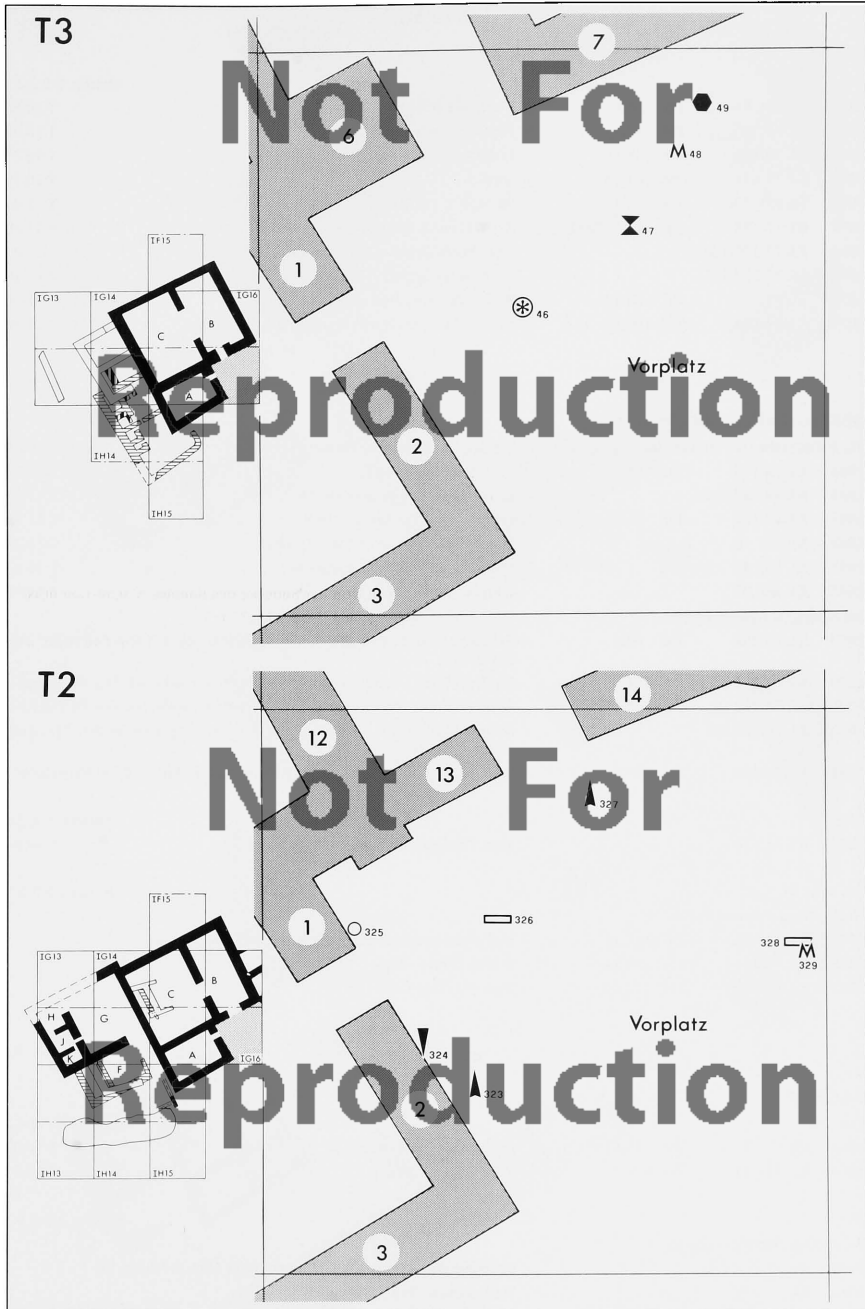 T3
7
Not For
6
49
M 48
47
IF15
1
IG13
IG14
IG16
46
C
B
Vorplatz
Reproduction
A
2
IH14
IH15
3
T2
14
12
Not For
13
327
326
IF15
1
325
328
M
329
IG13
IG14
C
B
H
G
Vorplatz
J
324
K
A
IG16
Reproduction
F
2
323
IH13
IH14
IH15
3